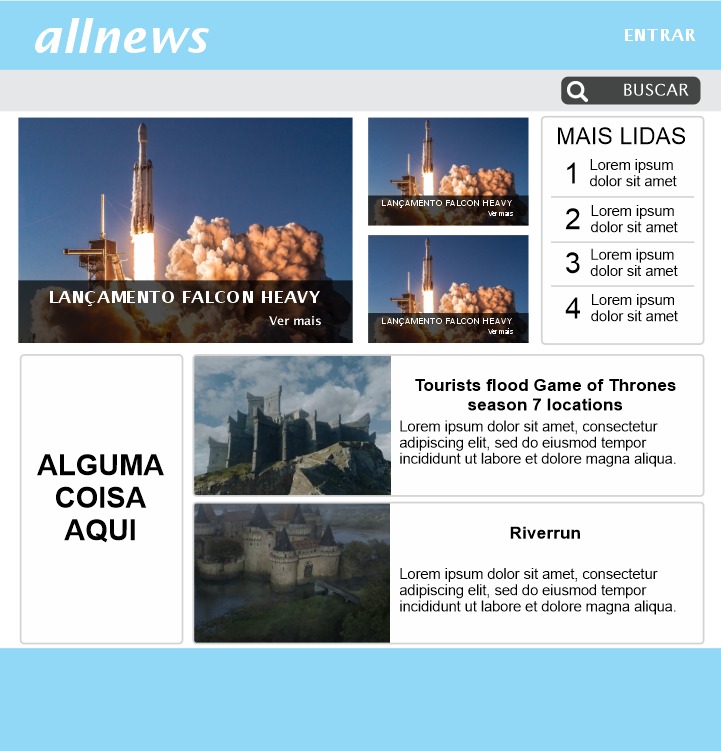 allnews
ENTRAR
BUSCAR
LANÇAMENTO FALCON HEAVY
Ver mais
LANÇAMENTO FALCON HEAVY
Ver mais
LANÇAMENTO FALCON HEAVY
Ver mais
MAIS LIDAS
1 Lorem ipsum
dolor sit amet
2 Lorem ipsum
dolor sit amet
3 Lorem ipsum
dolor sit amet
4 Lorem ipsum
dolor sit amet
ALGUMA
COISA
AQUI
Tourists flood Game of Thrones
season 7 locations
Lorem ipsum dolor sit amet, consectetur
adipiscing elit, sed do eiusmod tempor
incididunt ut labore et dolore magna aliqua.
Riverrun
Lorem ipsum dolor sit amet, consectetur
adipiscing elit, sed do eiusmod tempor
incididunt ut labore et dolore magna aliqua.